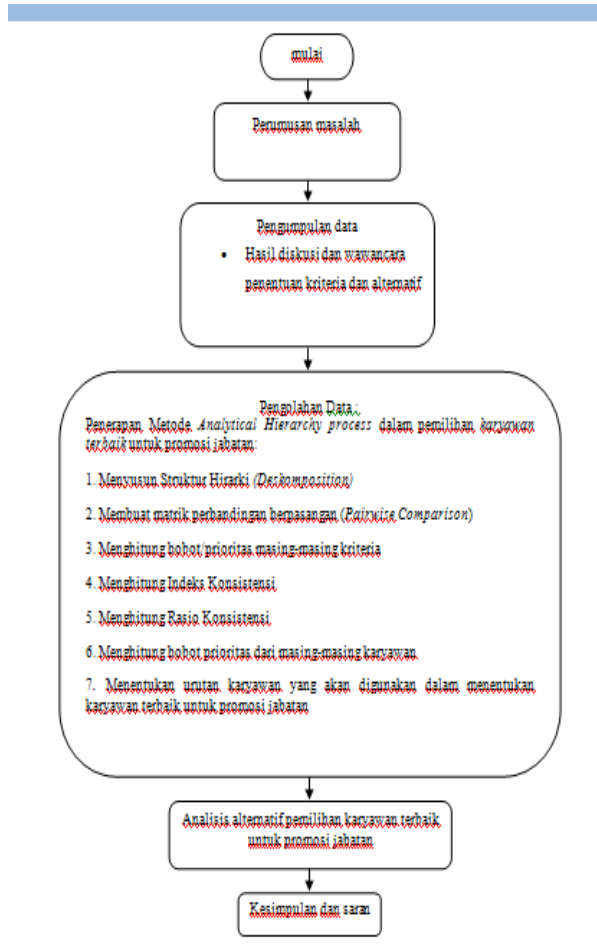 mulai
Perumusan masalah
Pengumpulan data
• Hasil diskusi dan wawancara
penentuan kriteria dan alternatif
Pengolahan Data :
Penerapan Metode Analytical Hierarchy process dalam pemilihan karyawan
terbaik untuk promosi jabatan:
1. Menyusun Struktur Hirarki (Deskomposition)
2. Membuat matrik perbandingan berpasangan (Pairwise Comparison)
3. Menghitung bobot/prioritas masing-masing kriteria
4. Menghitung Indeks Konsistensi
5. Menghitung Rasio Konsistensi
6. Menghitung bobot prioritas dari masing-masing karyawan
7. Menentukan urutan karyawan yang akan digunakan dalam menentukan
karyawan terbaik untuk promosi jabatan
Analisis alternatif pemilihan karyawan terbaik
untuk promosi jabatan
Kesimpulan dan saran